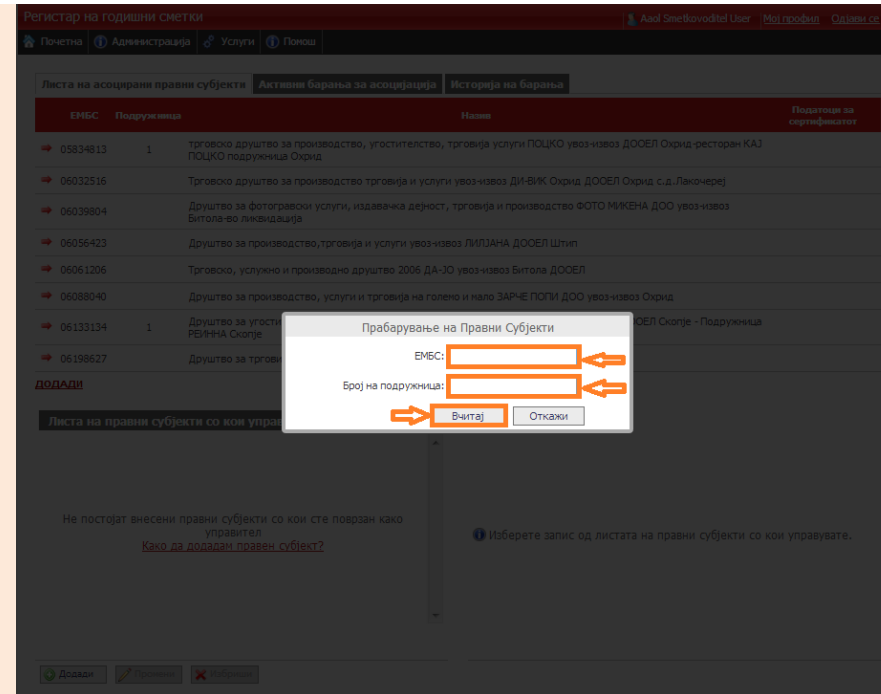 Регистар на годишни сметки
Aaol Smetkovoditel User Мој профил Одјави се
Почетна Администрација Услуги Помош
Листа на асоцирани правни субјекти Активни барања за асоцијација Историја на барања
ЕМБС Подружница Назив Податоци за сертификатот
05834813 1 трговско друштво за производство, угостителство, трговија услуги ПОЦКО увоз-извоз ДООЕЛ Охрид-ресторан КАЈ
ПОЦКО подружница Охрид
06032516 Трговско друштво за производство трговија и услуги увоз-извоз ДИ-ВИК Охрид ДООЕЛ Охрид с.д.Лакочереј
06039804 Друштво за фотогравски услуги, издавачка дејност, трговија и производство ФОТО МИКЕНА ДОО увоз-извоз
Битола-во ликвидација
06056423 Друштво за производство,трговија и услуги увоз-извоз ЛИЛЈАНА ДООЕЛ Штип
06061206 Трговско, услужно и производно друштво 2006 ДА-ЈО увоз-извоз Битола ДООЕЛ
06088040 Друштво за производство, услуги и трговија на големо и мало ЗАРЧЕ ПОПИ ДОО увоз-извоз Охрид
06133134 1 Друштво за угости ОЕЛ Скопје - Подружница
РЕИННА Скопје
06198627 Друштво за тргови
ДОДАДИ
Прабарување на Правни Субјекти
ЕМБС:
Број на подружница:
Вчитај Откажи
Листа на правни субјекти со кои управ
Не постојат внесени правни субјекти со кои сте поврзан како
управител
Како да додадам правен субјект?
Изберете запис од листата на правни субјекти со кои управувате.
Додади Промени Избриши